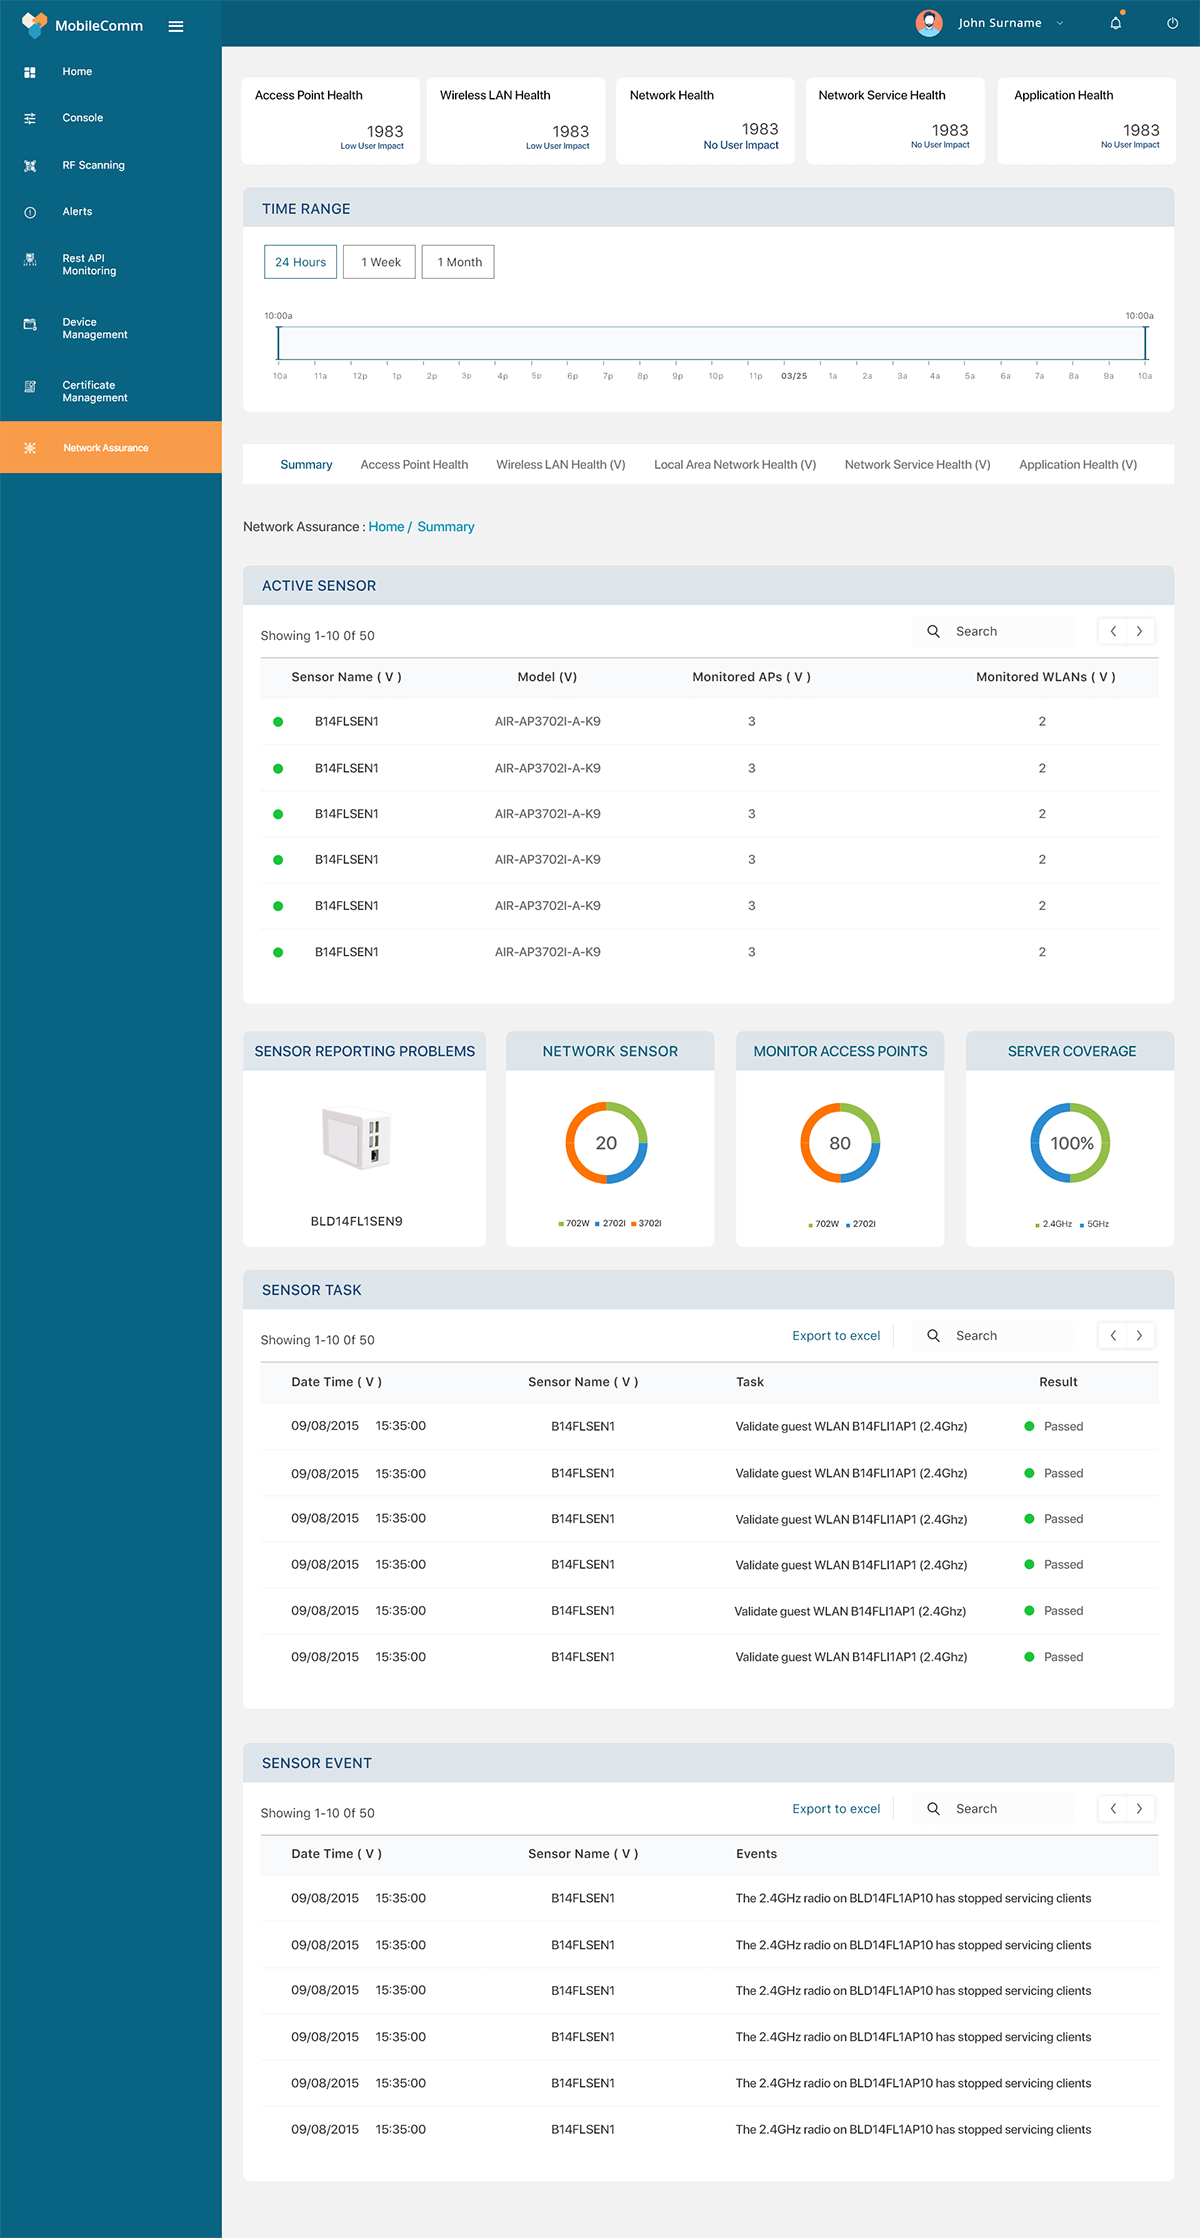 MobileComm
John Surname
Home
Console
RF Scanning
Alerts
Rest API
Monitoring
Device
Management
Certificate
Management
Network Assurance
Access Point Health
1983
Low User Impact
Wireless LAN Health
1983
Low User Impact
Network Health
1983
No User Impact
Network Service Health
1983
No User Impact
Application Health
1983
No User Impact
TIME RANGE
24 Hours 1 Week 1 Month
10:00a 10:00a
10a 11a 12p 1p 2p 3p 4p 5p 6p 7p 8p 9p 10p 11p 03/25 1a 2a 3a 4a 5a 6a 7a 8a 9a 10a
Summary Access Point Health Wireless LAN Health (V) Local Area Network Health (V) Network Service Health (V) Application Health (V)
Network Assurance : Home / Summary
ACTIVE SENSOR
Showing 1-10 0f 50 Search
Sensor Name ( V ) Model (V) Monitored APs ( V ) Monitored WLANs ( V )
B14FLSEN1 AIR-AP3702I-A-K9 3 2
B14FLSEN1 AIR-AP3702I-A-K9 3 2
B14FLSEN1 AIR-AP3702I-A-K9 3 2
B14FLSEN1 AIR-AP3702I-A-K9 3 2
B14FLSEN1 AIR-AP3702I-A-K9 3 2
B14FLSEN1 AIR-AP3702I-A-K9 3 2
SENSOR REPORTING PROBLEMS
BLD14FL1SEN9
NETWORK SENSOR
20
702W 2702I 3702I
MONITOR ACCESS POINTS
80
702W 2702I
SERVER COVERAGE
100%
2.4GHz 5GHz
SENSOR TASK
Showing 1-10 0f 50 Export to excel Search
Date Time ( V ) Sensor Name ( V ) Task Result
09/08/2015 15:35:00 B14FLSEN1 Validate guest WLAN B14FLI1AP1 (2.4Ghz) Passed
09/08/2015 15:35:00 B14FLSEN1 Validate guest WLAN B14FLI1AP1 (2.4Ghz) Passed
09/08/2015 15:35:00 B14FLSEN1 Validate guest WLAN B14FLI1AP1 (2.4Ghz) Passed
09/08/2015 15:35:00 B14FLSEN1 Validate guest WLAN B14FLI1AP1 (2.4Ghz) Passed
09/08/2015 15:35:00 B14FLSEN1 Validate guest WLAN B14FLI1AP1 (2.4Ghz) Passed
09/08/2015 15:35:00 B14FLSEN1 Validate guest WLAN B14FLI1AP1 (2.4Ghz) Passed
SENSOR EVENT
Showing 1-10 0f 50 Export to excel Search
Date Time ( V ) Sensor Name ( V ) Events
09/08/2015 15:35:00 B14FLSEN1 The 2.4GHz radio on BLD14FL1AP10 has stopped servicing clients
09/08/2015 15:35:00 B14FLSEN1 The 2.4GHz radio on BLD14FL1AP10 has stopped servicing clients
09/08/2015 15:35:00 B14FLSEN1 The 2.4GHz radio on BLD14FL1AP10 has stopped servicing clients
09/08/2015 15:35:00 B14FLSEN1 The 2.4GHz radio on BLD14FL1AP10 has stopped servicing clients
09/08/2015 15:35:00 B14FLSEN1 The 2.4GHz radio on BLD14FL1AP10 has stopped servicing clients
09/08/2015 15:35:00 B14FLSEN1 The 2.4GHz radio on BLD14FL1AP10 has stopped servicing clients